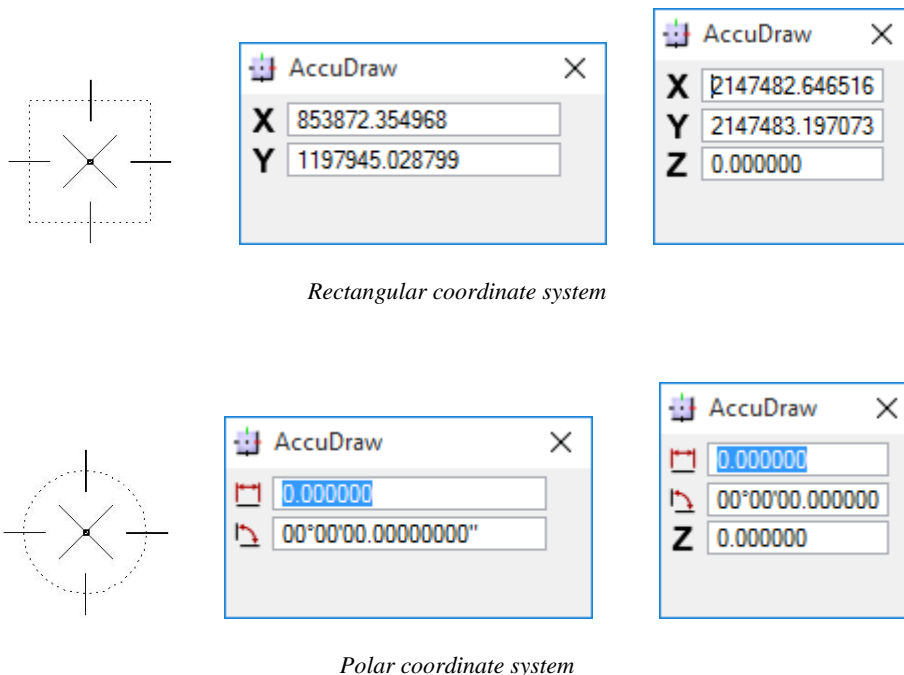 AccuDraw
X 853872.354968
Y 1197945.028799
AccuDraw
X 2147482.646516
Y 2147483.197073
Z 0.000000
Rectangular coordinate system
AccuDraw
0.000000
00°00'00.00000000"
AccuDraw
0.000000
00°00'00.000000
Z 0.000000
Polar coordinate system